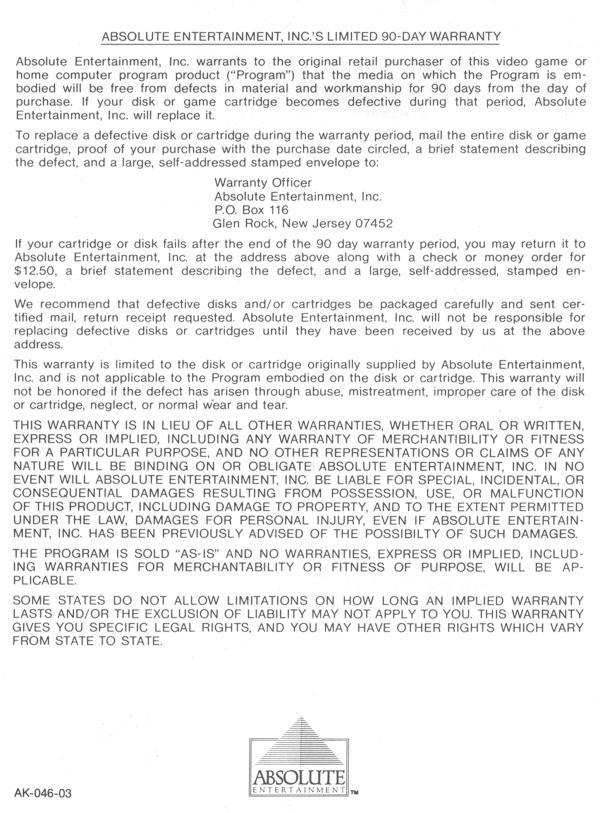 ABSOLUTE ENTERTAINMENT, INC.'S LIMITED 90-DAY WARRANTY
Absolute Entertainment, Inc. warrants to the original retail purchaser of this video game or
home computer program product ("Program") that the media on which the Program is em-
bodied will be free from defects in material and workmanship for 90 days from the day of
purchase. If your disk or game cartridge becomes defective during that period, Absolute
Entertainment, Inc. will replace it.
To replace a defective disk or cartridge during the warranty period, mail the entire disk or game
cartridge, proof of your purchase with the purchase date circled, a brief statement describing
the defect, and a large, self-addressed stamped envelope to:
Warranty Officer
Absolute Entertainment, Inc.
P.O. Box 116
Glen Rock, New Jersey 07452
If your cartridge or disk fails after the end of the 90 day warranty period, you may return it to
Absolute Entertainment, Inc. at the address above along with a check or money order for
$12.50, a brief statement describing the defect, and a large, self-addressed, stamped en-
velope.
We recommend that defective disks and/or cartridges be packaged carefully and sent cer-
tified mail, return receipt requested. Absolute Entertainment, Inc. will not be responsible for
replacing defective disks or cartridges until they have been received by us at the above
address.
This warranty is limited to the disk or cartridge originally supplied by Absolute Entertainment,
Inc. and is not applicable to the Program embodied on the disk or cartridge. This warranty will
not be honored if the defect has arisen through abuse, mistreatment, improper care of the disk
or cartridge, neglect, or normal wear and tear.
THIS WARRANTY IS IN LIEU OF ALL OTHER WARRANTIES, WHETHER ORAL OR WRITTEN,
EXPRESS OR IMPLIED, INCLUDING ANY WARRANTY OF MERCHANTIBILITY OR FITNESS
FOR A PARTICULAR PURPOSE, AND NO OTHER REPRESENTATIONS OR CLAIMS OF ANY
NATURE WILL BE BINDING ON OR OBLIGATE ABSOLUTE ENTERTAINMENT, INC. IN NO
EVENT WILL ABSOLUTE ENTERTAINMENT, INC. BE LIABLE FOR SPECIAL, INCIDENTAL, OR
CONSEQUENTIAL DAMAGES RESULTING FROM POSSESSION, USE, OR MALFUNCTION
OF THIS PRODUCT, INCLUDING DAMAGE TO PROPERTY, AND TO THE EXTENT PERMITTED
UNDER THE LAW, DAMAGES FOR PERSONAL INJURY, EVEN IF ABSOLUTE ENTERTAIN-
MENT, INC. HAS BEEN PREVIOUSLY ADVISED OF THE POSSIBILTY OF SUCH DAMAGES.
THE PROGRAM IS SOLD "AS-IS" AND NO WARRANTIES, EXPRESS OR IMPLIED, INCLUD-
ING WARRANTIES FOR MERCHANTABILITY OR FITNESS OF PURPOSE, WILL BE AP-
PLICABLE.
SOME STATES DO NOT ALLOW LIMITATIONS ON HOW LONG AN IMPLIED WARRANTY
LASTS AND/OR THE EXCLUSION OF LIABILITY MAY NOT APPLY TO YOU. THIS WARRANTY
GIVES YOU SPECIFIC LEGAL RIGHTS, AND YOU MAY HAVE OTHER RIGHTS WHICH VARY
FROM STATE TO STATE.
ABSOLUTE
ENTERTAINMENT TM
AK-046-03